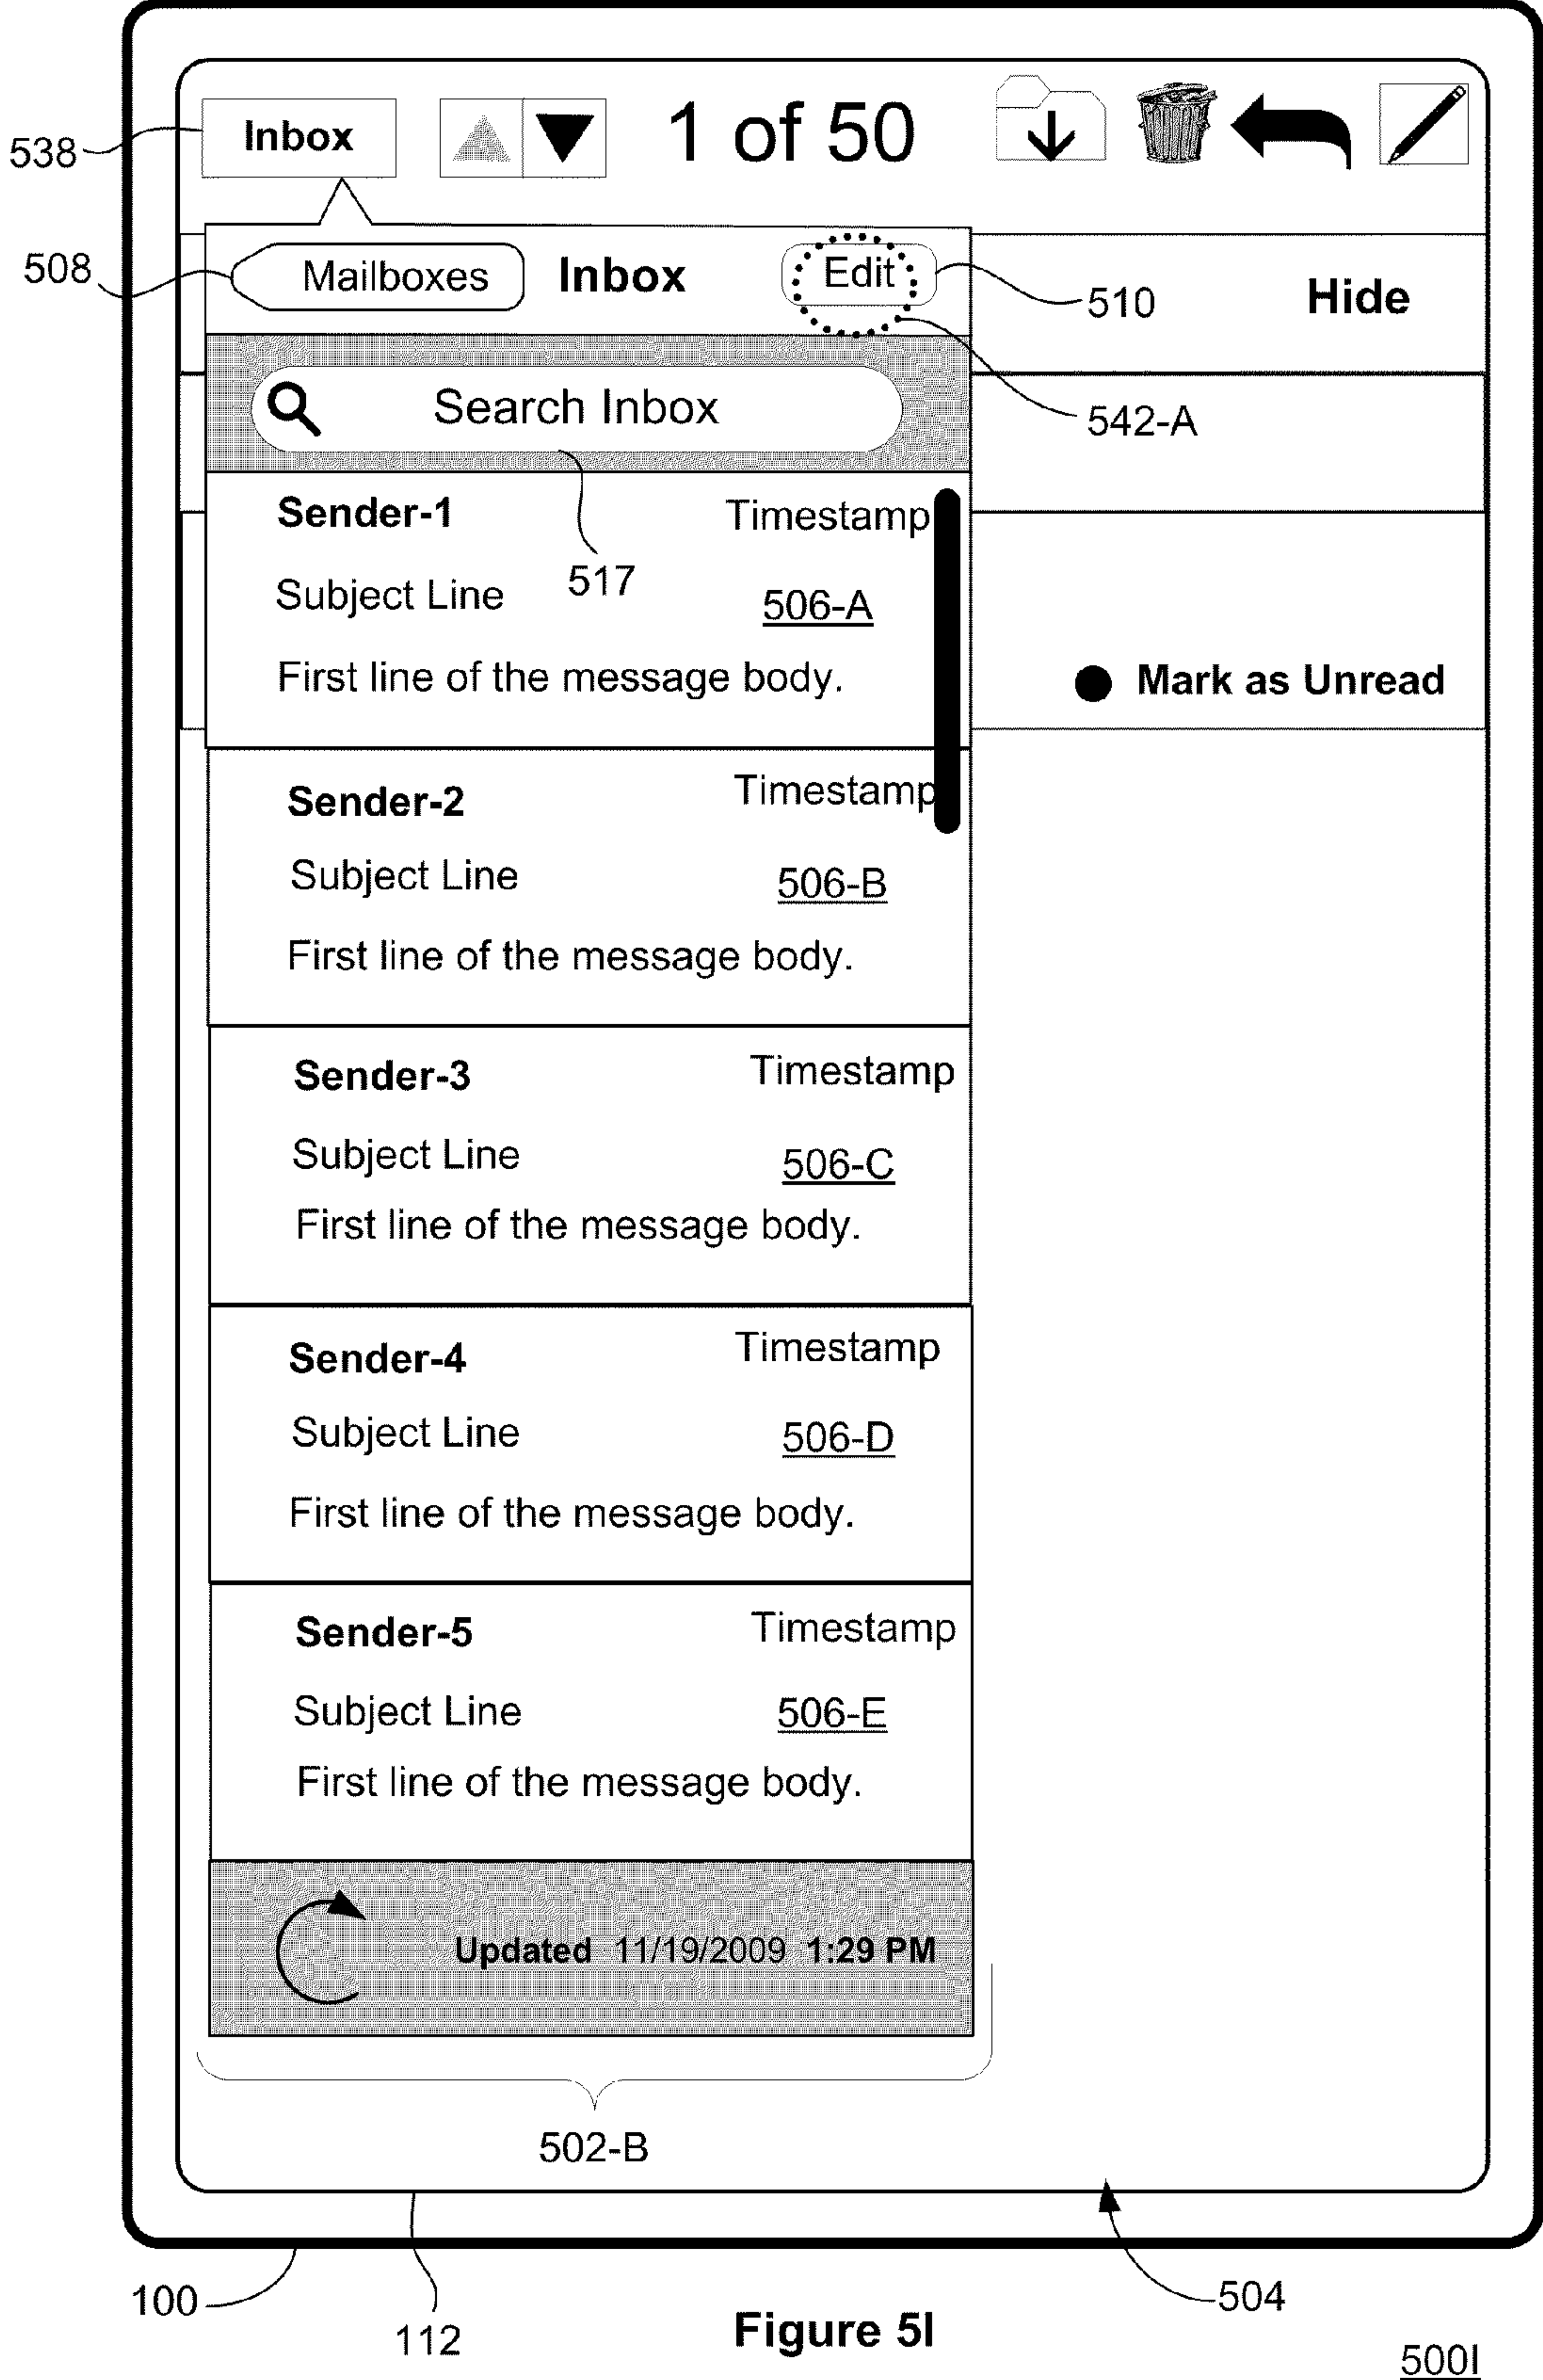 Inbox 1 of 50
538
Mailboxes Inbox Edit
508
510 Hide
Search Inbox
542-A
Sender-1 Timestamp
517
Subject Line 506-A
First line of the message body.
Mark as Unread
Sender-2 Timestamp
Subject Line 506-B
First line of the message body.
Sender-3 Timestamp
Subject Line 506-C
First line of the message body.
Sender-4 Timestamp
Subject Line 506-D
First line of the message body.
Sender-5 Timestamp
Subject Line 506-E
First line of the message body.
Updated 11/19/2009 1:29 PM
502-B
100
504
112
Figure 5I
500I